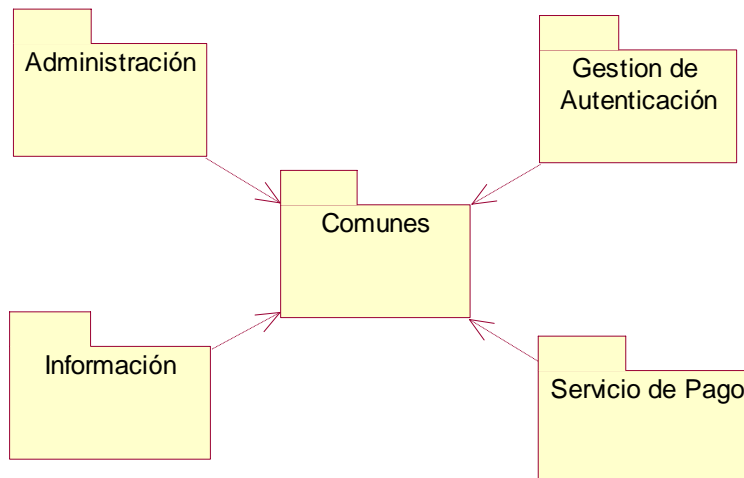 Administración
Gestion de
Autenticación
Comunes
Información
Servicio de Pago